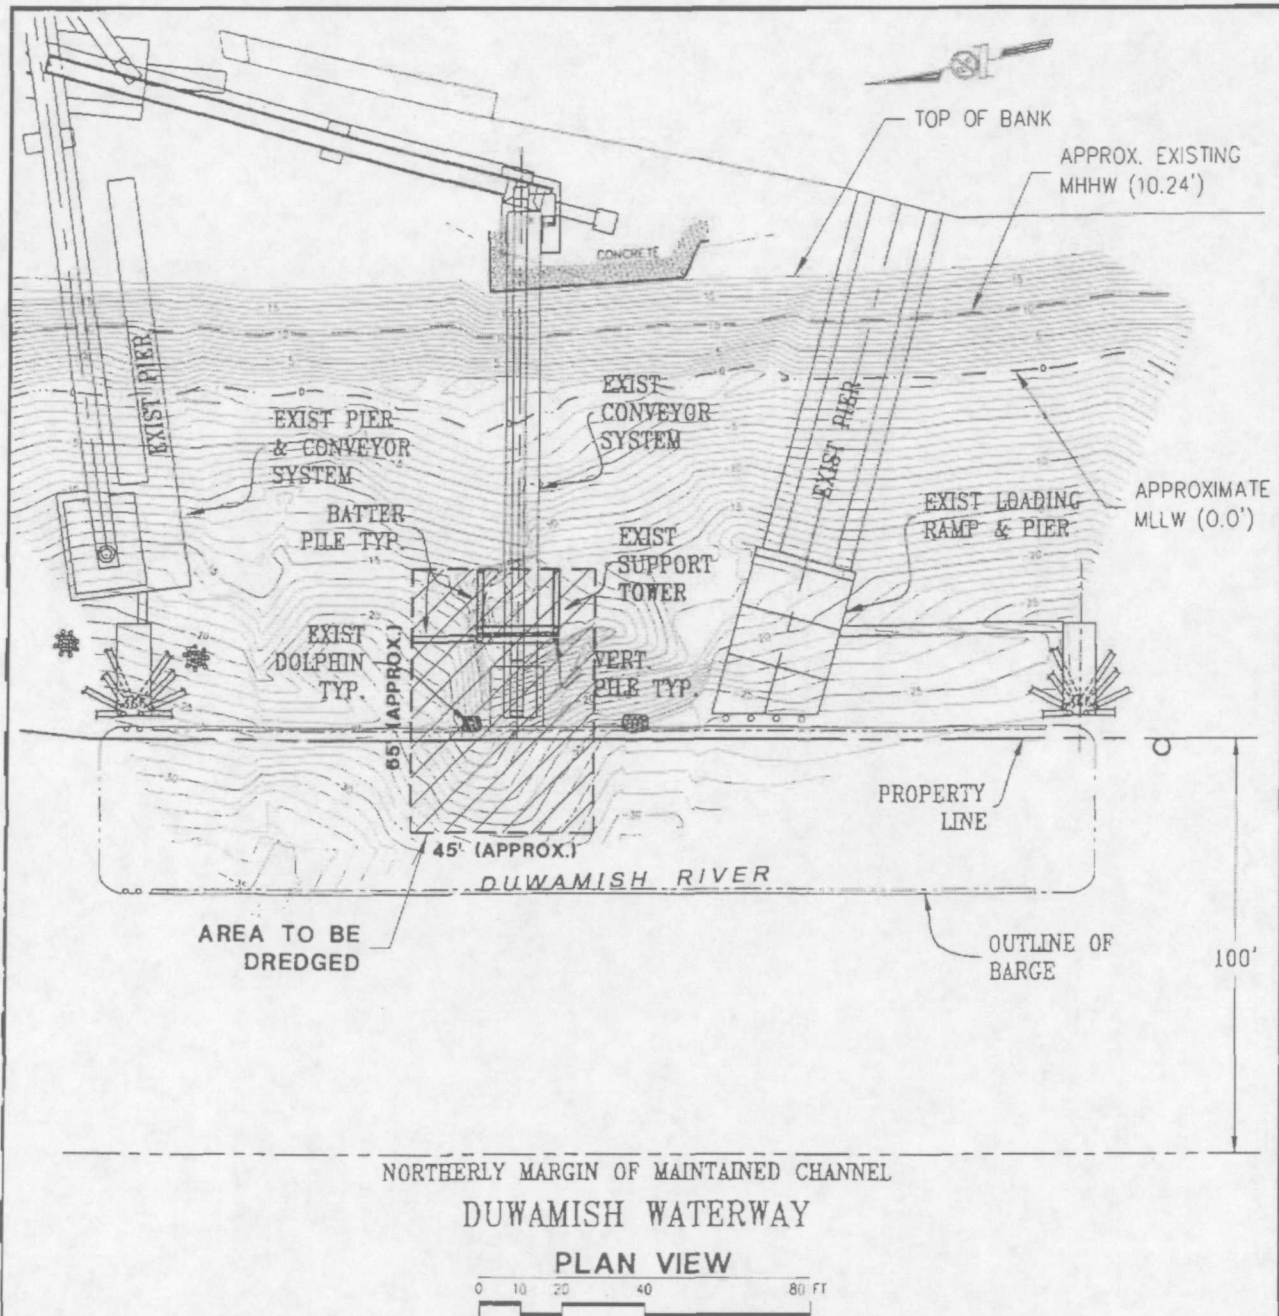 TOP OF BANK
APPROX. EXISTING
MHHW (10.24')
CONCRETE
EXIST PIER
EXIST PIER
& CONVEYOR
SYSTEM
EXIST
CONVEYOR
SYSTEM
EXIST PIER
BATTER
PILE TYP.
EXIST
SUPPORT
TOWER
EXIST LOADING
RAMP & PIER
APPROXIMATE
MLLW (0.0')
EXIST
DOLPHIN
TYP.
65' (APPROX.)
VERT.
PILE TYP.
PROPERTY
LINE
45' (APPROX.)
DUWAMISH RIVER
AREA TO BE
DREDGED
OUTLINE OF
BARGE
100'
NORTHERLY MARGIN OF MAINTAINED CHANNEL
DUWAMISH WATERWAY
PLAN VIEW
0 10 20 40 80 FT